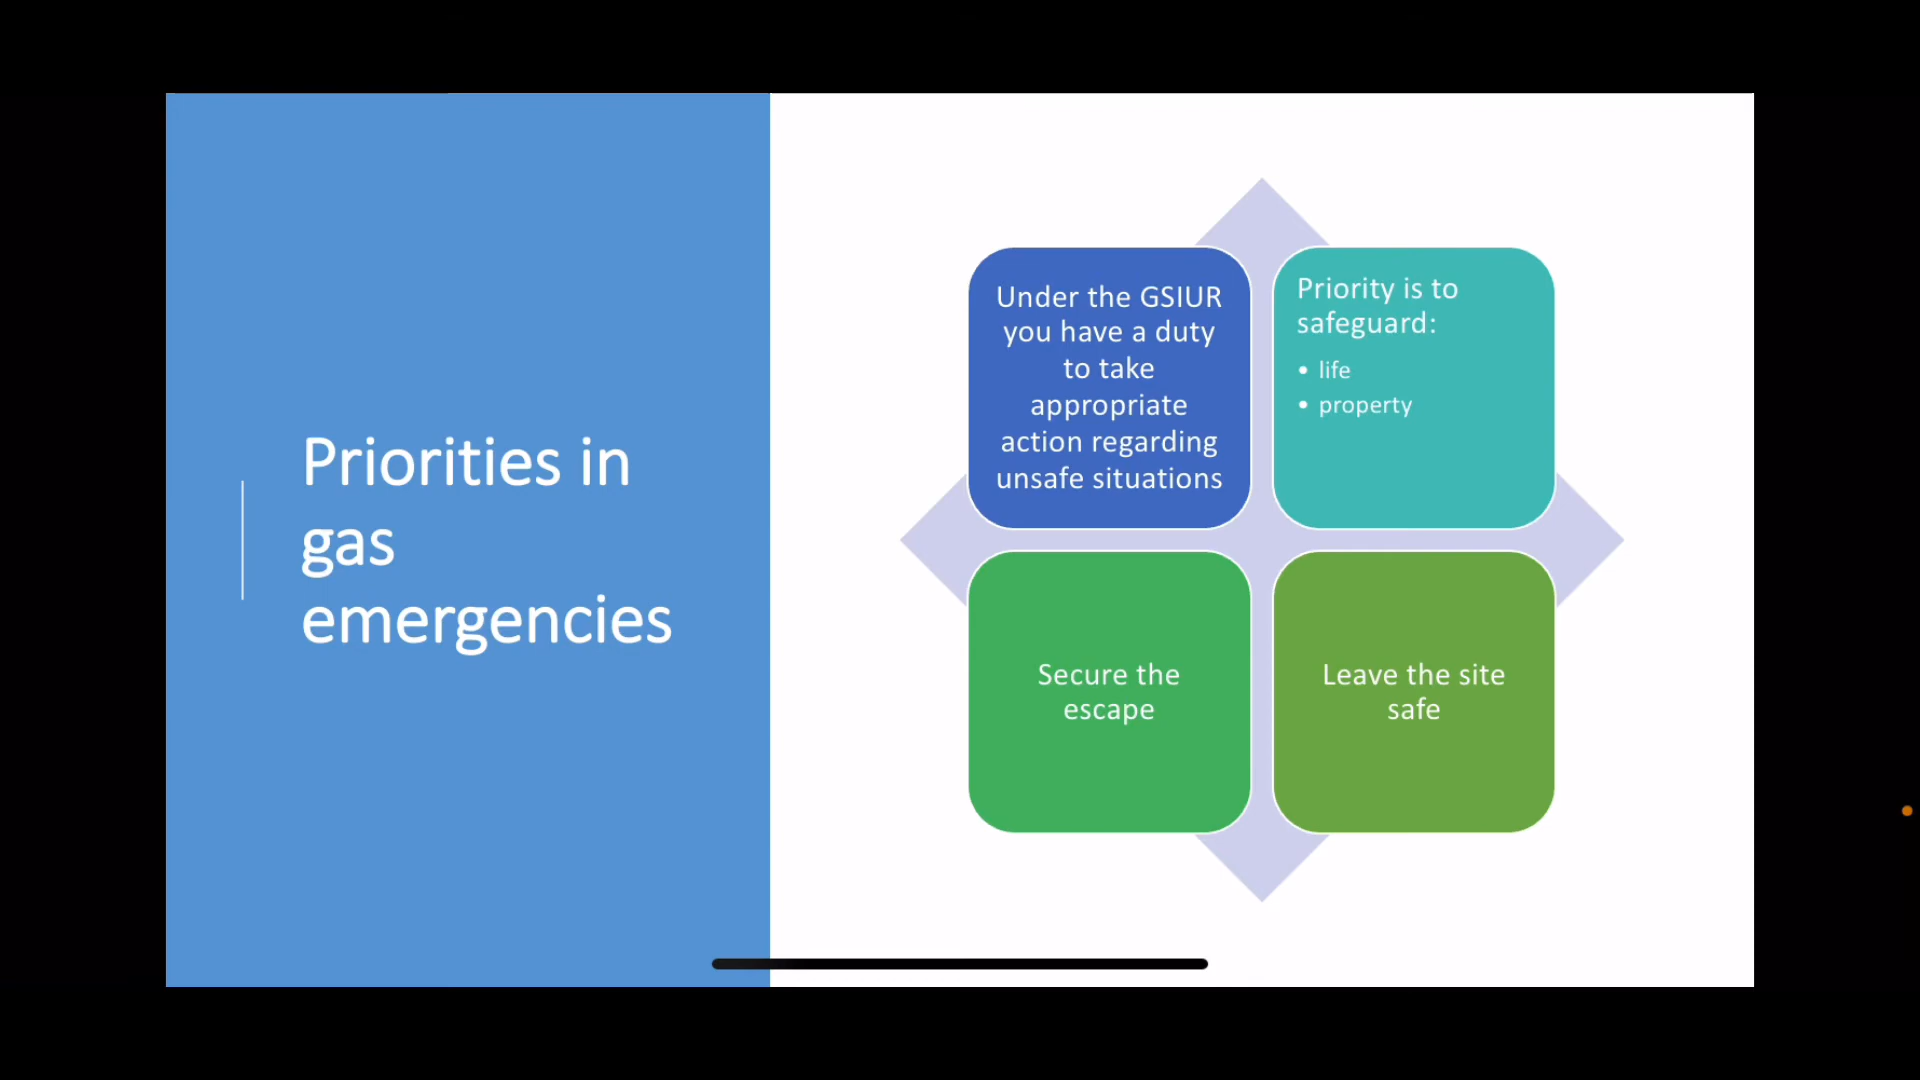 Priorities in
gas
emergencies
Under the GSIUR
you have a duty
to take
appropriate
action regarding
unsafe situations
Priority is to
safeguard:
• life
• property
Secure the
escape
Leave the site
safe